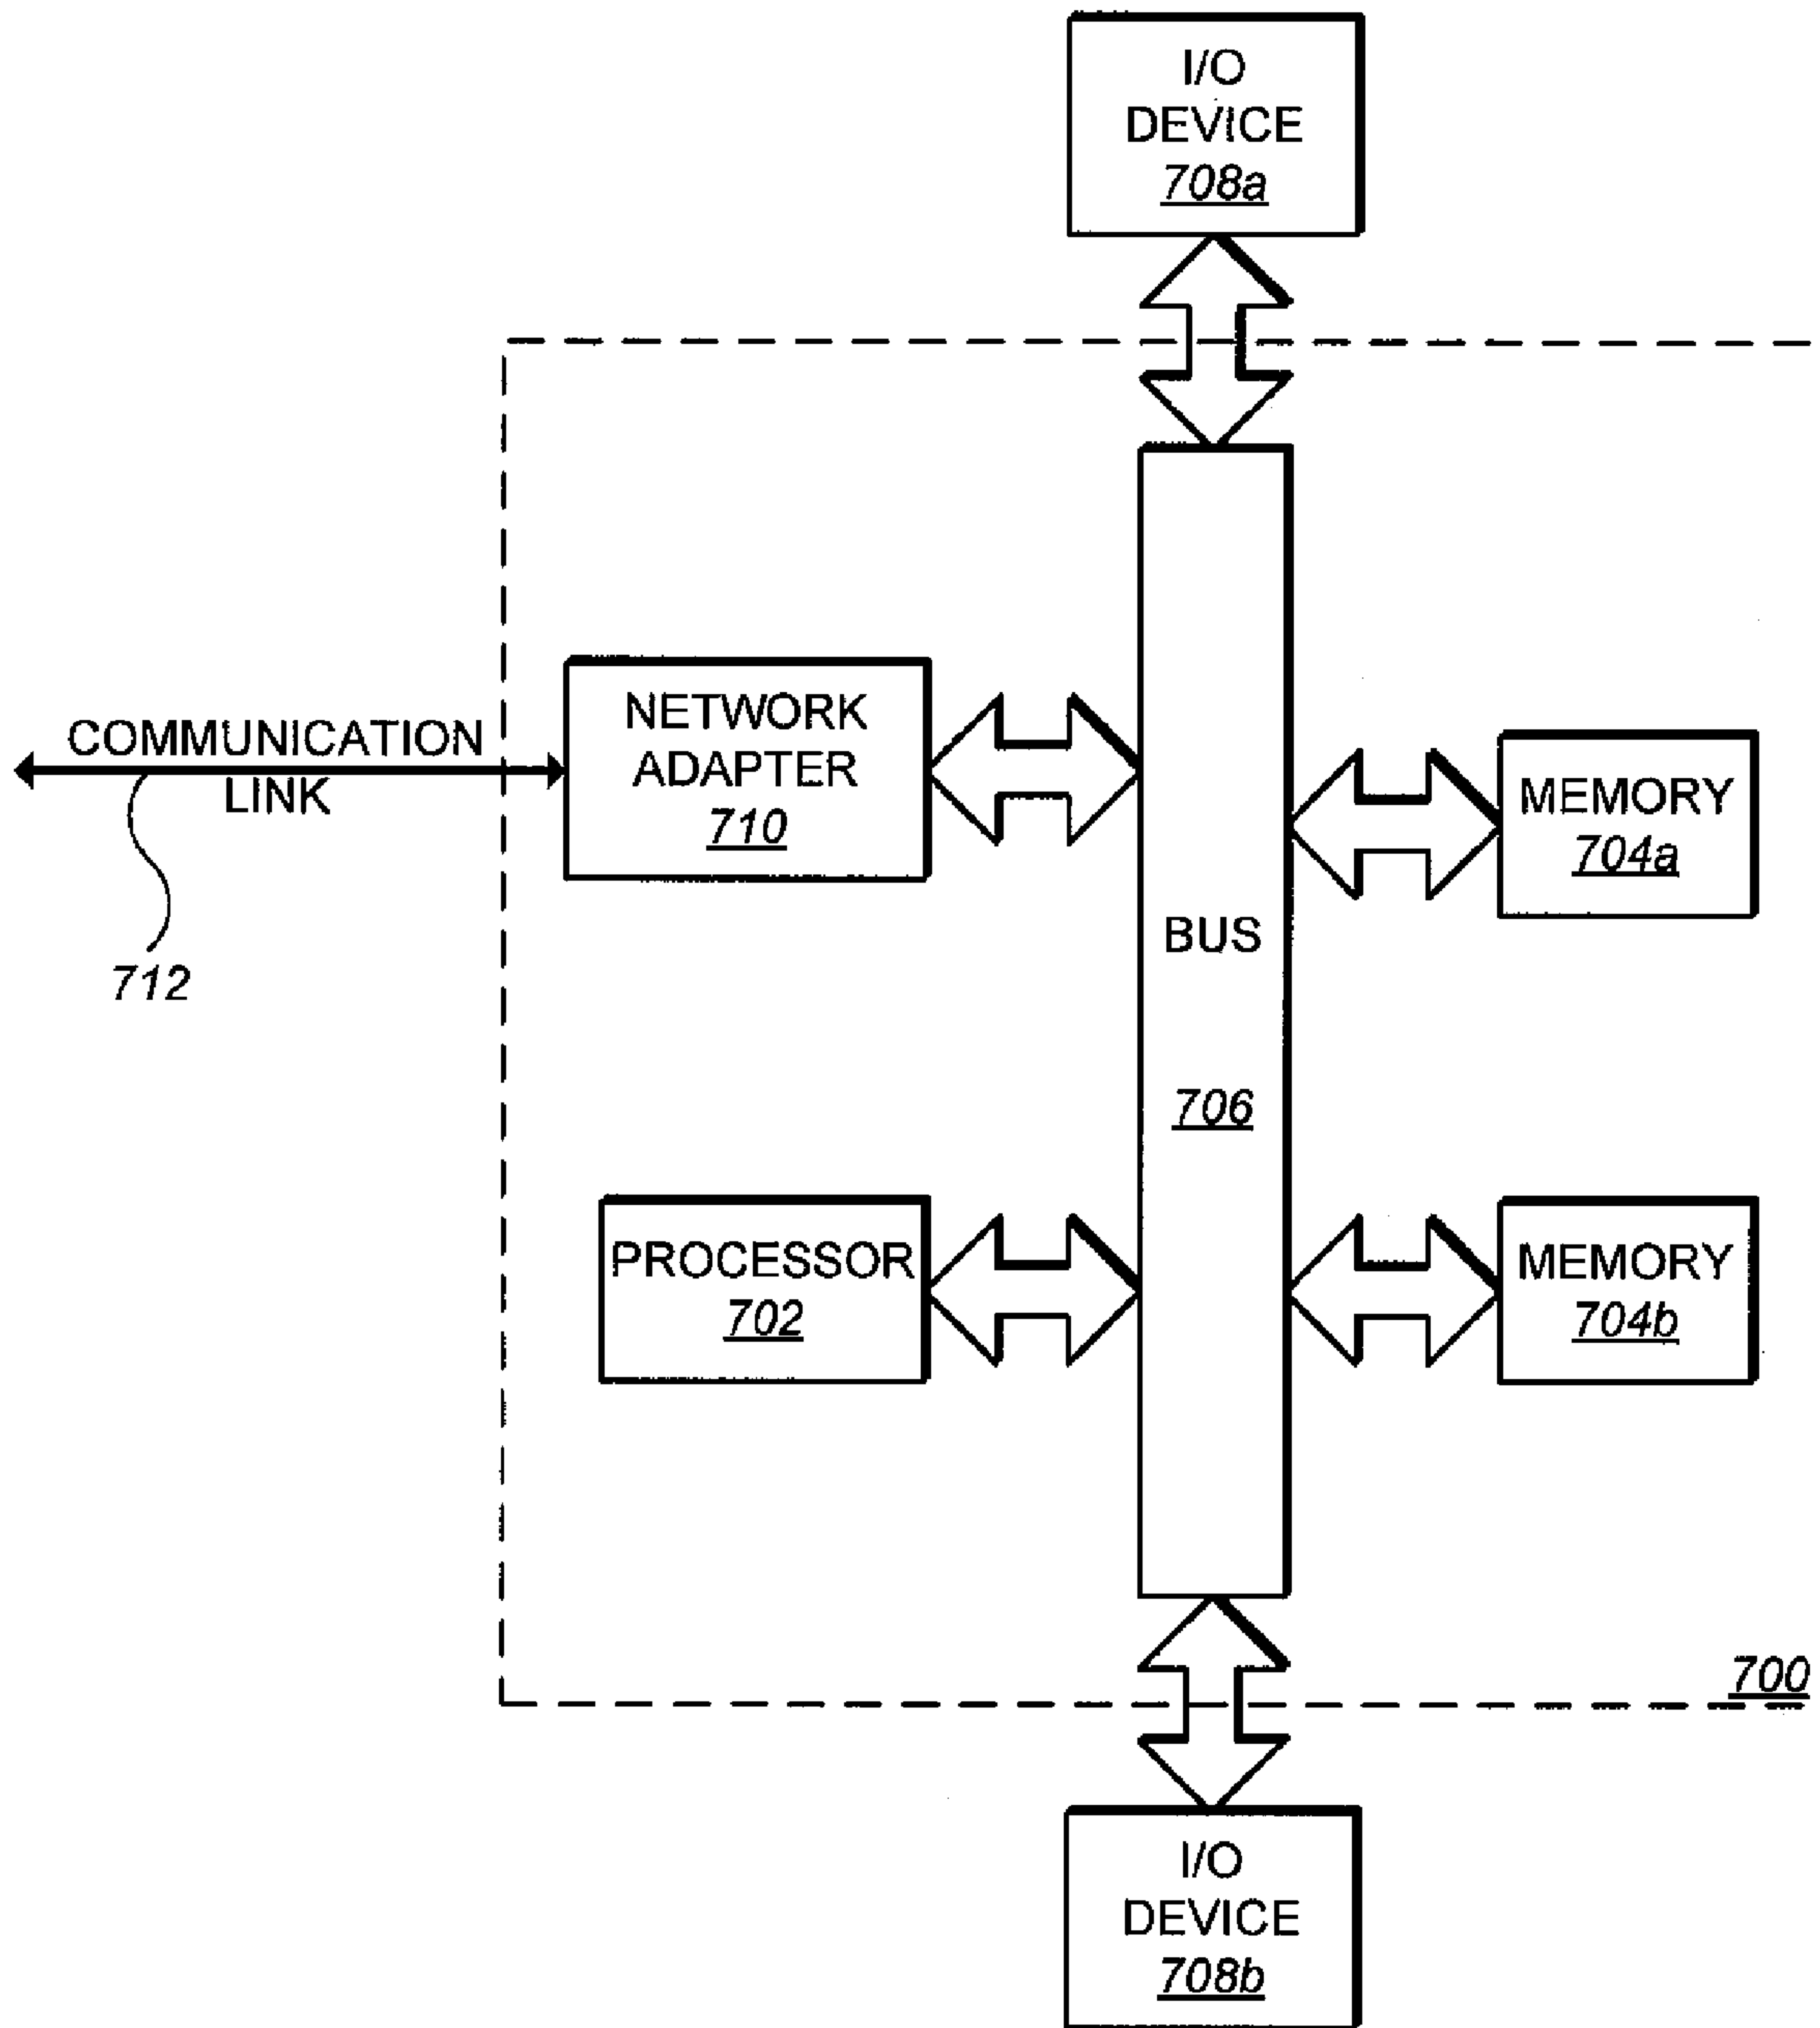 I/O
DEVICE
708a
NETWORK
ADAPTER
710
COMMUNICATION
LINK
712
MEMORY
704a
BUS
706
PROCESSOR
702
MEMORY
704b
700
I/O
DEVICE
708b